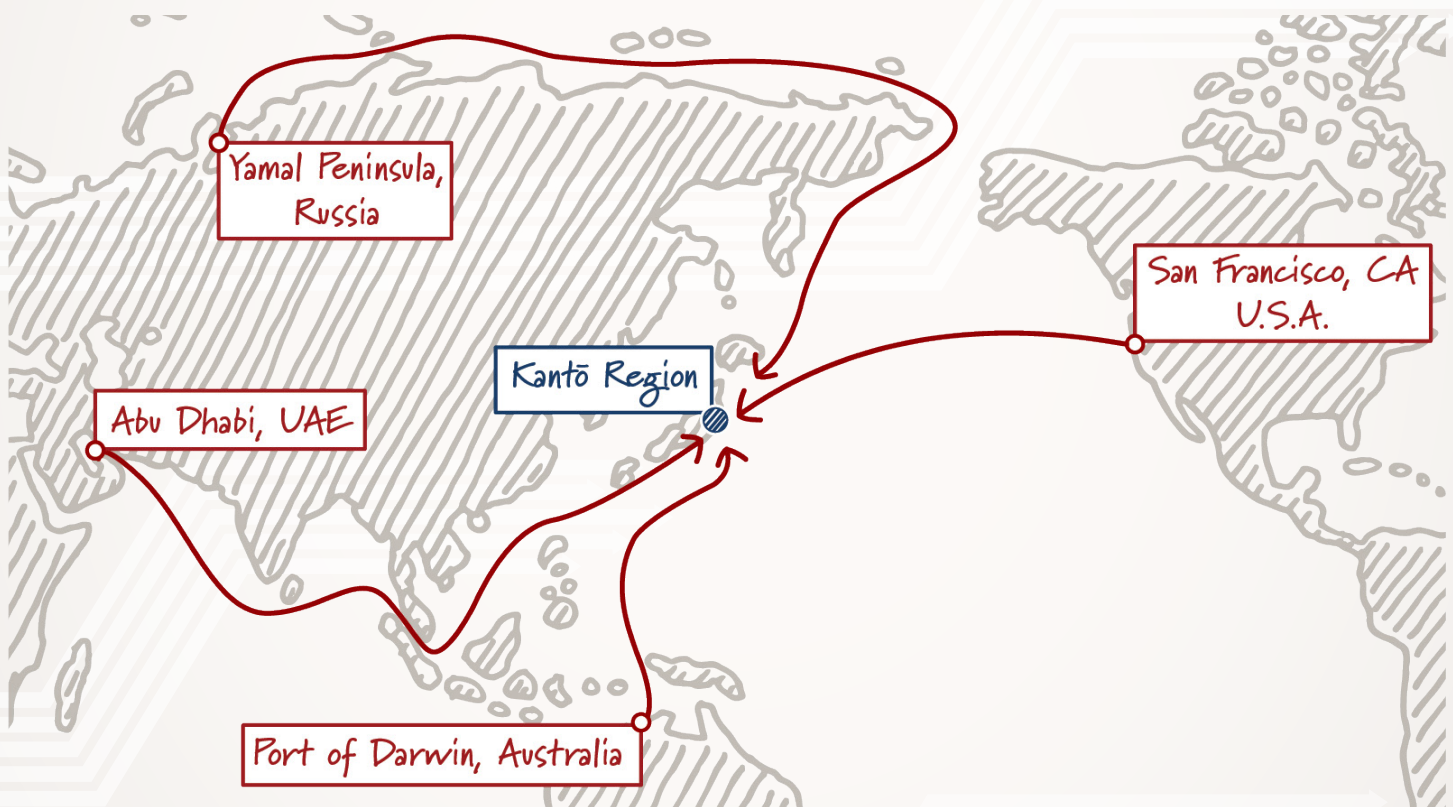 Yamal Peninsula,
Russia
San Francisco, CA
U.S.A.
Kantō Region
Abu Dhabi, UAE
Port of Darwin, Australia